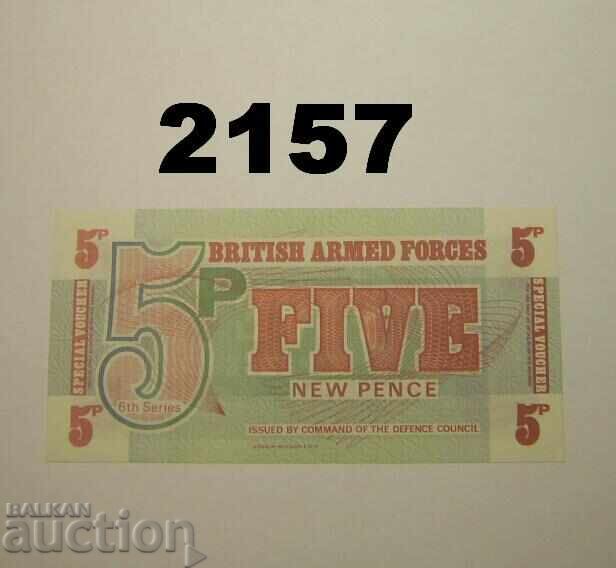 2157
5P
BRITISH ARMED FORCES
5P
SPECIAL VOUCHER
5P
FIVE
SPECIAL VOUCHER
NEW PENCE
6th Series
5P
ISSUED BY COMMAND OF THE DEFENCE COUNCIL
5P
BALKAN
auction